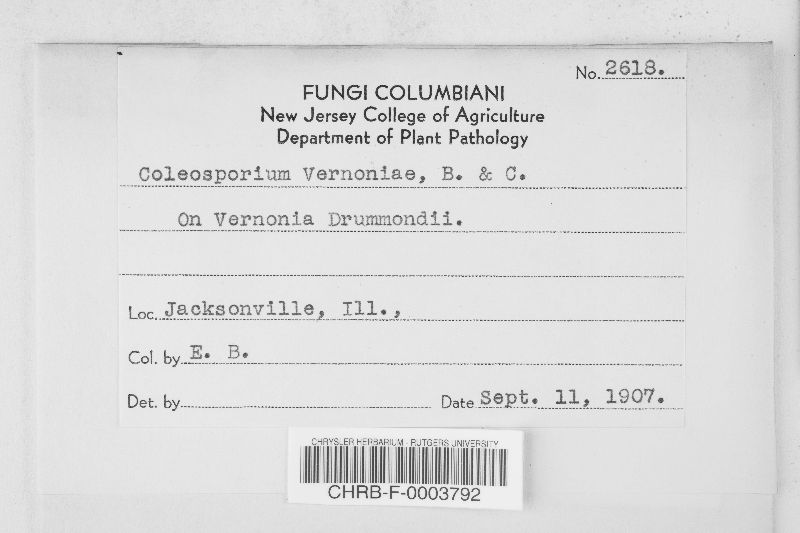 No. 2618.
FUNGI COLUMBIANI
New Jersey College of Agriculture
Department of Plant Pathology
Coleosporium Vernoniae, B. & C.
On Vernonia Drummondii.
Loc. Jacksonville, Ill.,
Col. by E. B.
Det. by
Date Sept. 11, 1907.
CHRYSLER HERBARIUM - RUTGERS UNIVERSITY
CHRB-F-0003792